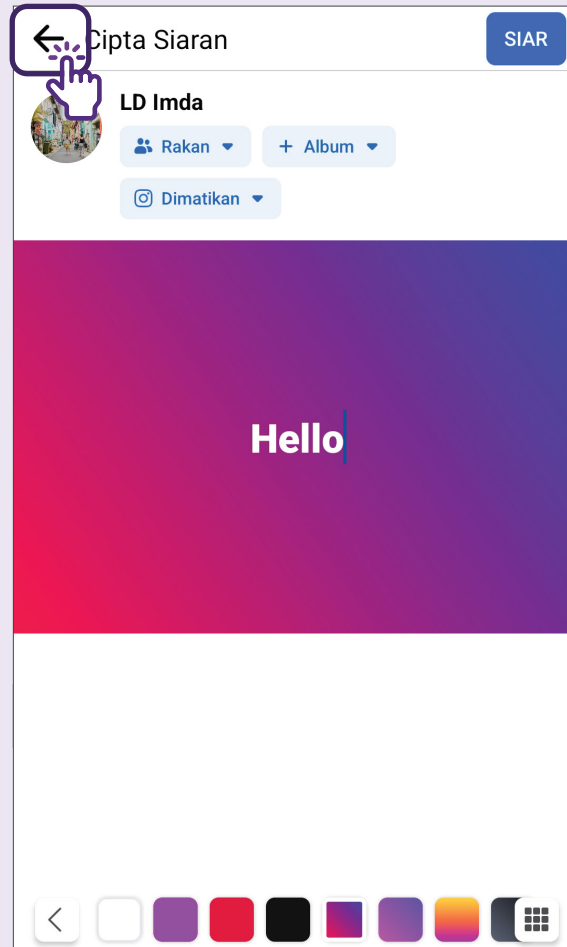 Cipta Siaran
SIAR
LD Imda
Rakan
+ Album
Dimatikan
Hello